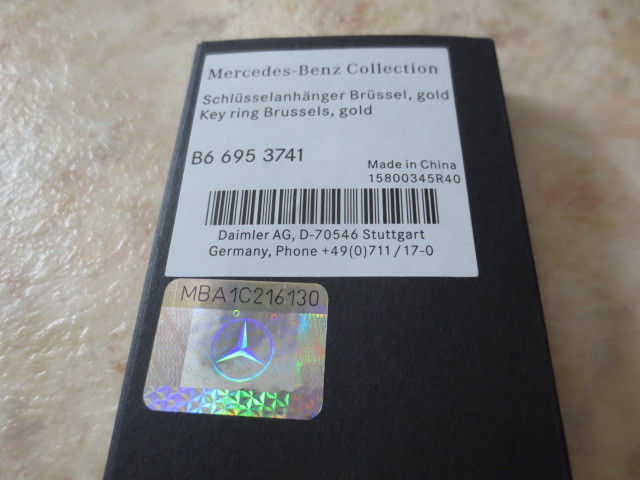 Mercedes-Benz Collection
Schlüsselanhänger Brüssel, gold
Key ring Brussels, gold
B6 695 3741
Made in China
15800345R40
Daimler AG, D-70546 Stuttgart
Germany, Phone +49(0)711/17-0
MBA1C216130